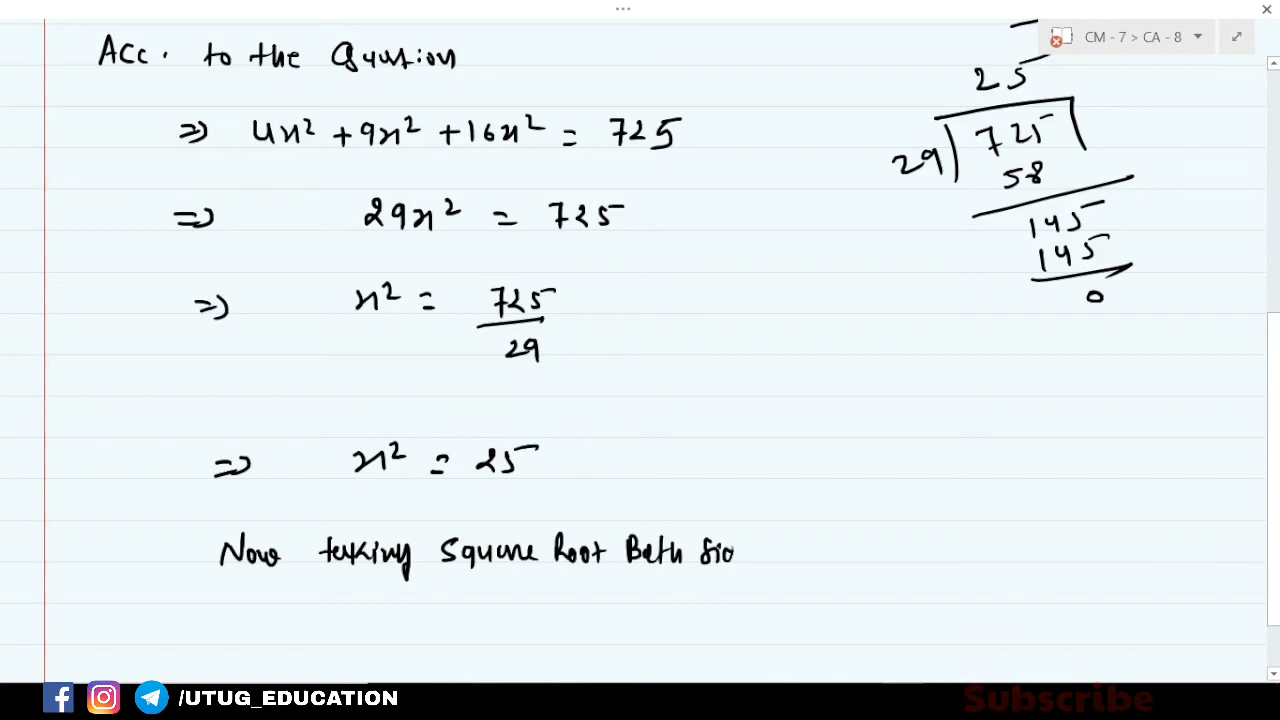 CM - 7 > CA - 8
Acc. to the Question
⇒ 4x² + 9x² + 16x² = 725
⇒ 29x² = 725
⇒ x² = 725
29
⇒ x² = 25
Now taking Square Root Both Sid
25
29 725
58
145
145
0
/UTUG_EDUCATION
Subscribe